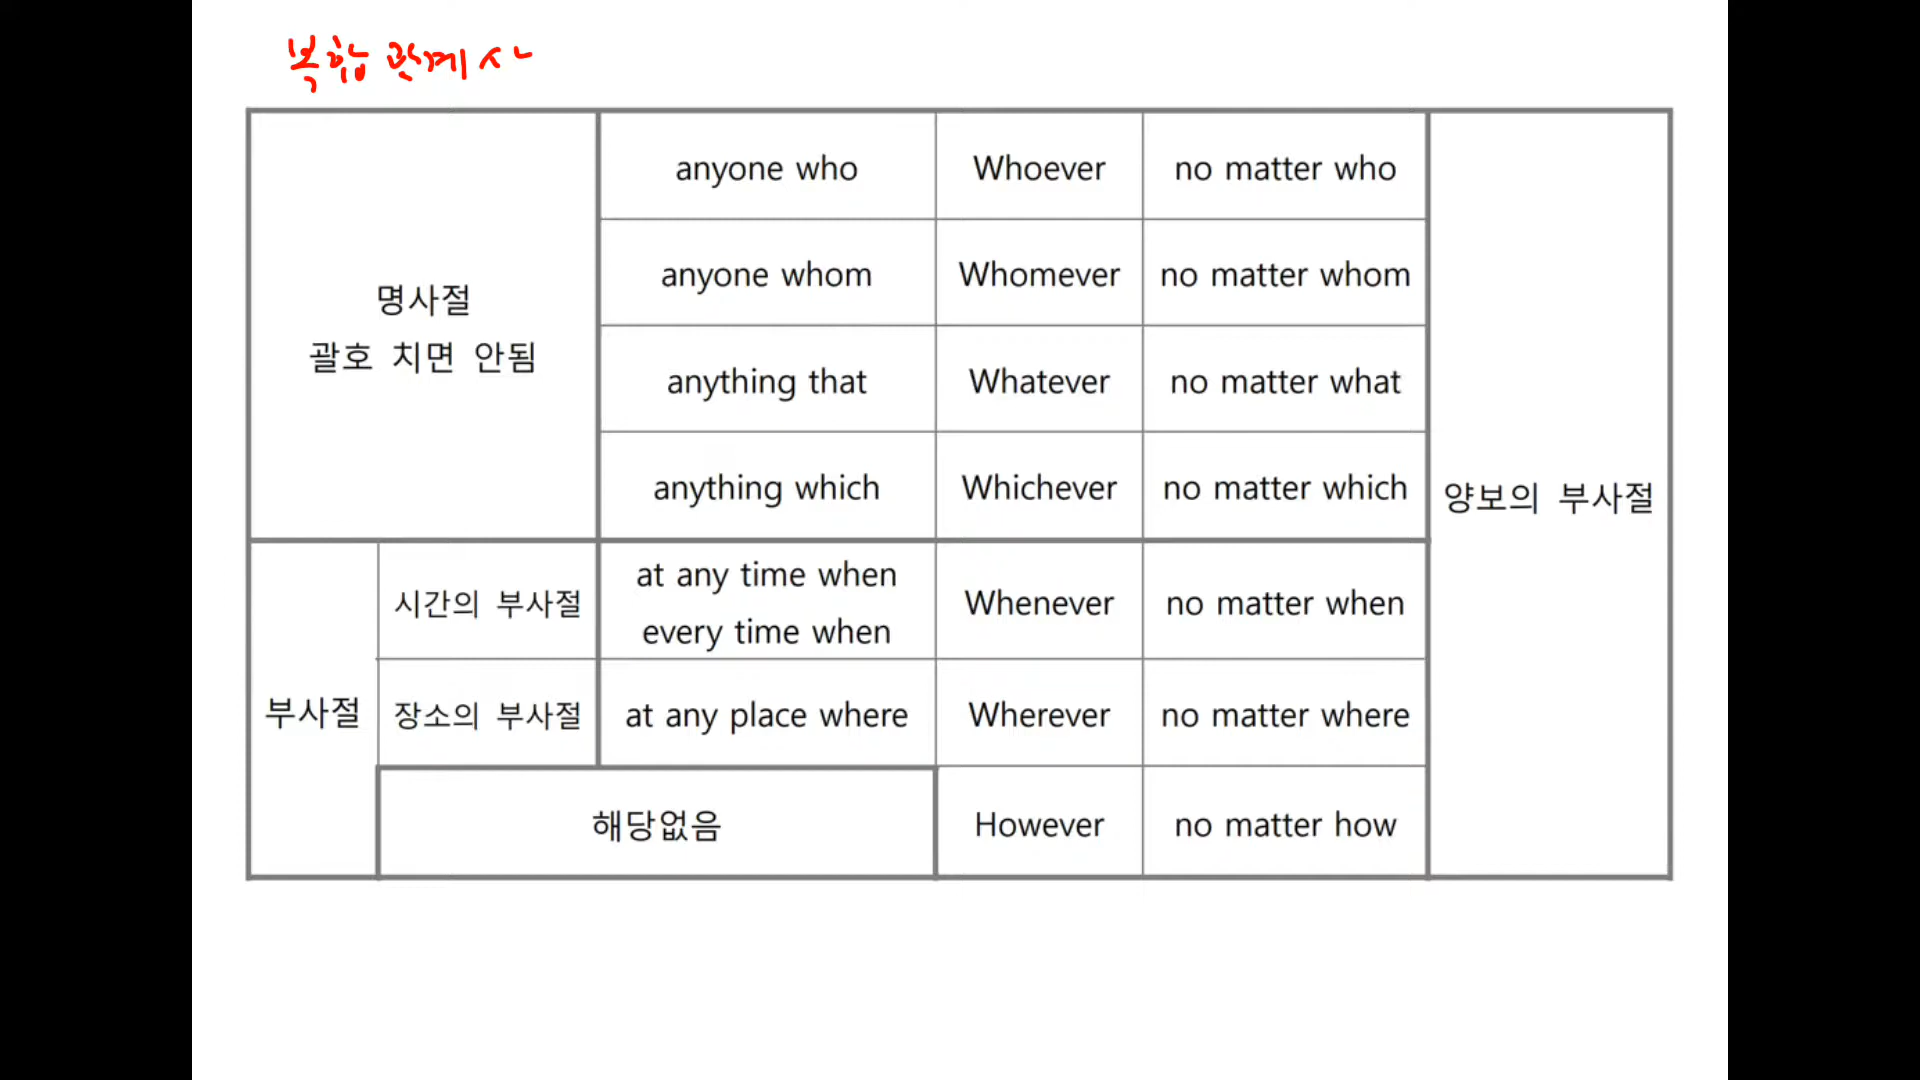 복합 관계사
anyone who Whoever no matter who
anyone whom Whomever no matter whom
명사절
괄호 치면 안됨
anything that Whatever no matter what
anything which Whichever no matter which
양보의 부사절
부사절
시간의 부사절
at any time when
every time when
Whenever no matter when
장소의 부사절 at any place where Wherever no matter where
해당없음 However no matter how